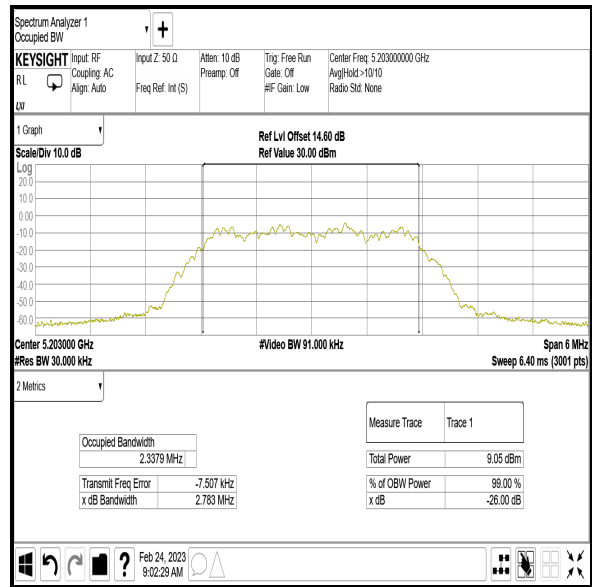 Spectrum Analyzer 1
Occupied BW
KEYSIGHT Input: RF Input Z: 50 Ω Atten: 10 dB Trig: Free Run Center Freq: 5.203000000 GHz
RL Coupling: AC Preamp: Off Gate: Off Avg|Hold:>10/10
Align: Auto Freq Ref: Int (S) #IF Gain: Low Radio Std: None
LXI
1 Graph
Ref Lvl Offset 14.60 dB
Scale/Div 10.0 dB Ref Value 30.00 dBm
Log
20.0
10.0
0.00
-10.0
-20.0
-30.0
-40.0
-50.0
-60.0
Center 5.203000 GHz #Video BW 91.000 kHz Span 6 MHz
#Res BW 30.000 kHz Sweep 6.40 ms (3001 pts)
2 Metrics
Measure Trace Trace 1
Occupied Bandwidth
2.3379 MHz
Total Power 9.05 dBm
Transmit Freq Error -7.507 kHz % of OBW Power 99.00 %
x dB Bandwidth 2.783 MHz x dB -26.00 dB
? Feb 24, 2023
9:02:29 AM